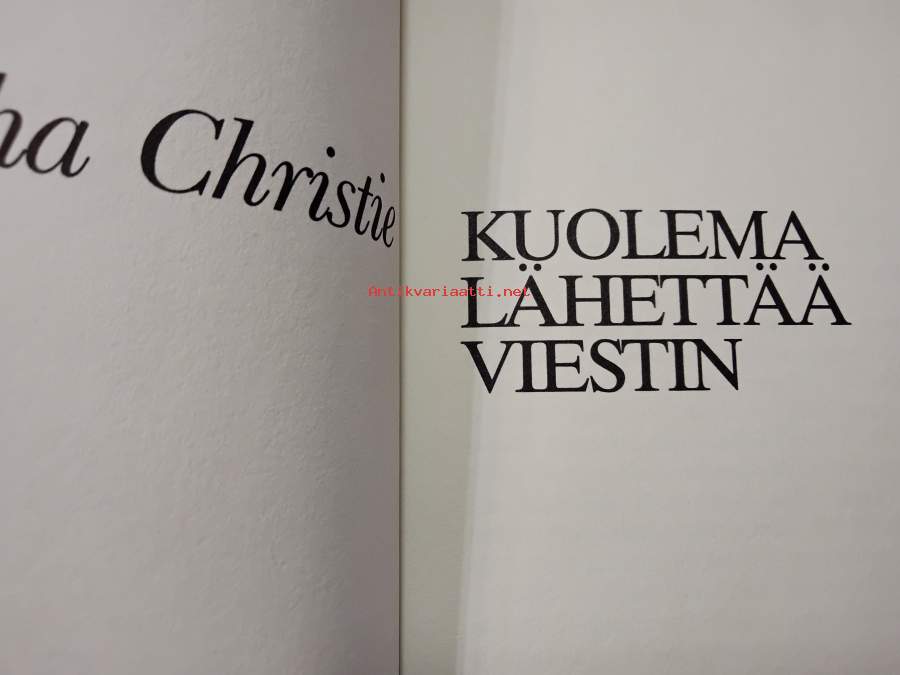 ha Christie
KUOLEMA
LÄHETTÄÄ
VIESTIN
Antikvariaatti.net